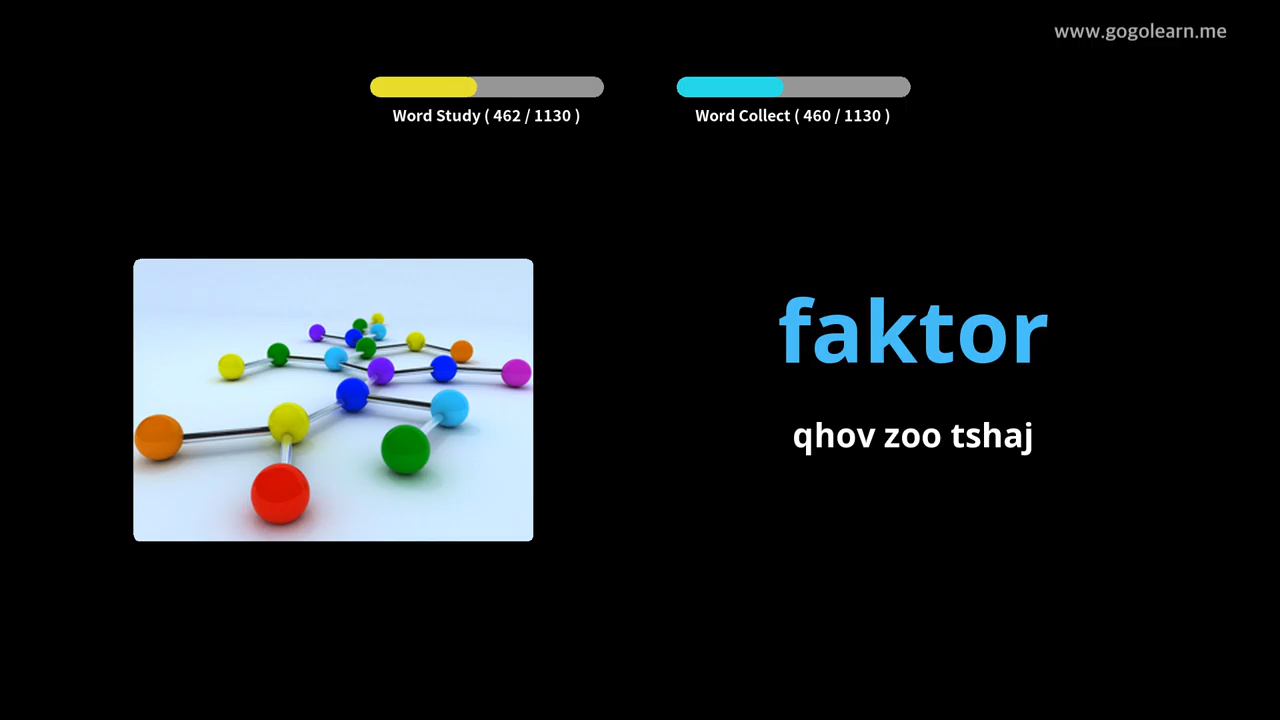 www.gogolearn.me
Word Study ( 462 / 1130 )
Word Collect ( 460 / 1130 )
faktor
qhov zoo tshaj